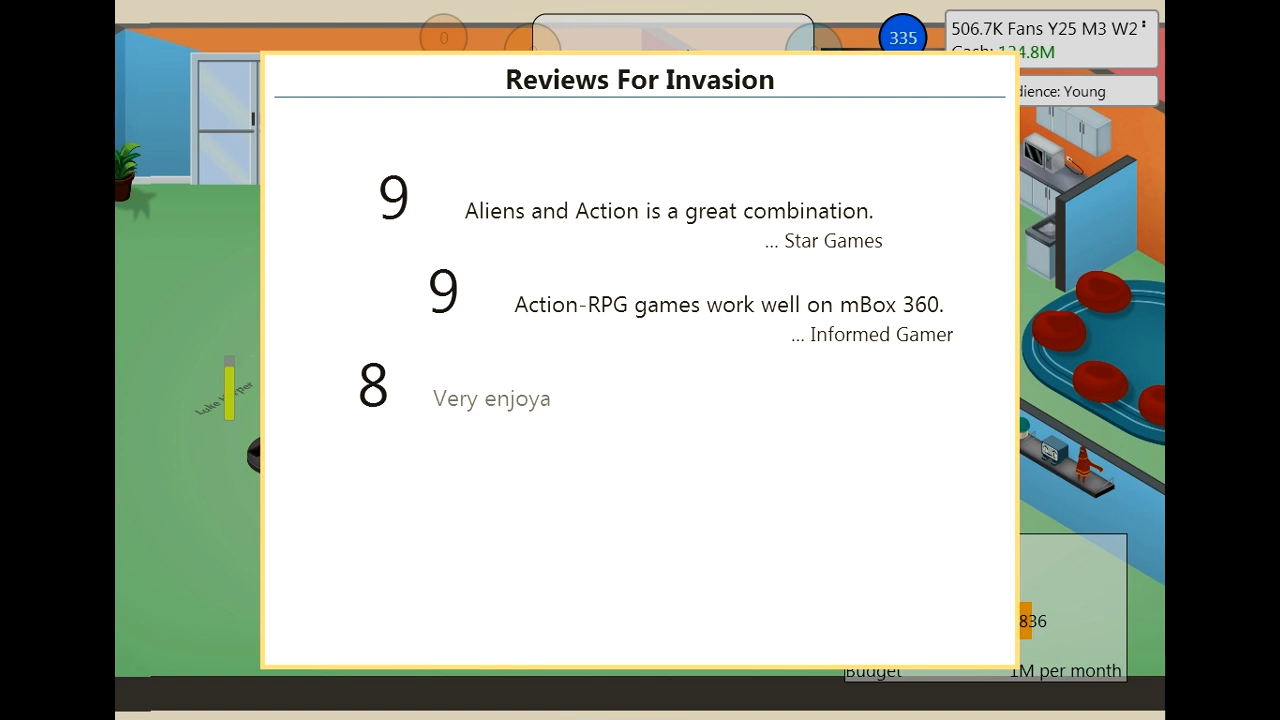 0
335
506.7K Fans Y25 M3 W2
Cash: 134.8M
dience: Young
Reviews For Invasion
9 Aliens and Action is a great combination.
... Star Games
9 Action-RPG games work well on mBox 360.
... Informed Gamer
8 Very enjoya
Luke
836
Budget 1M per month